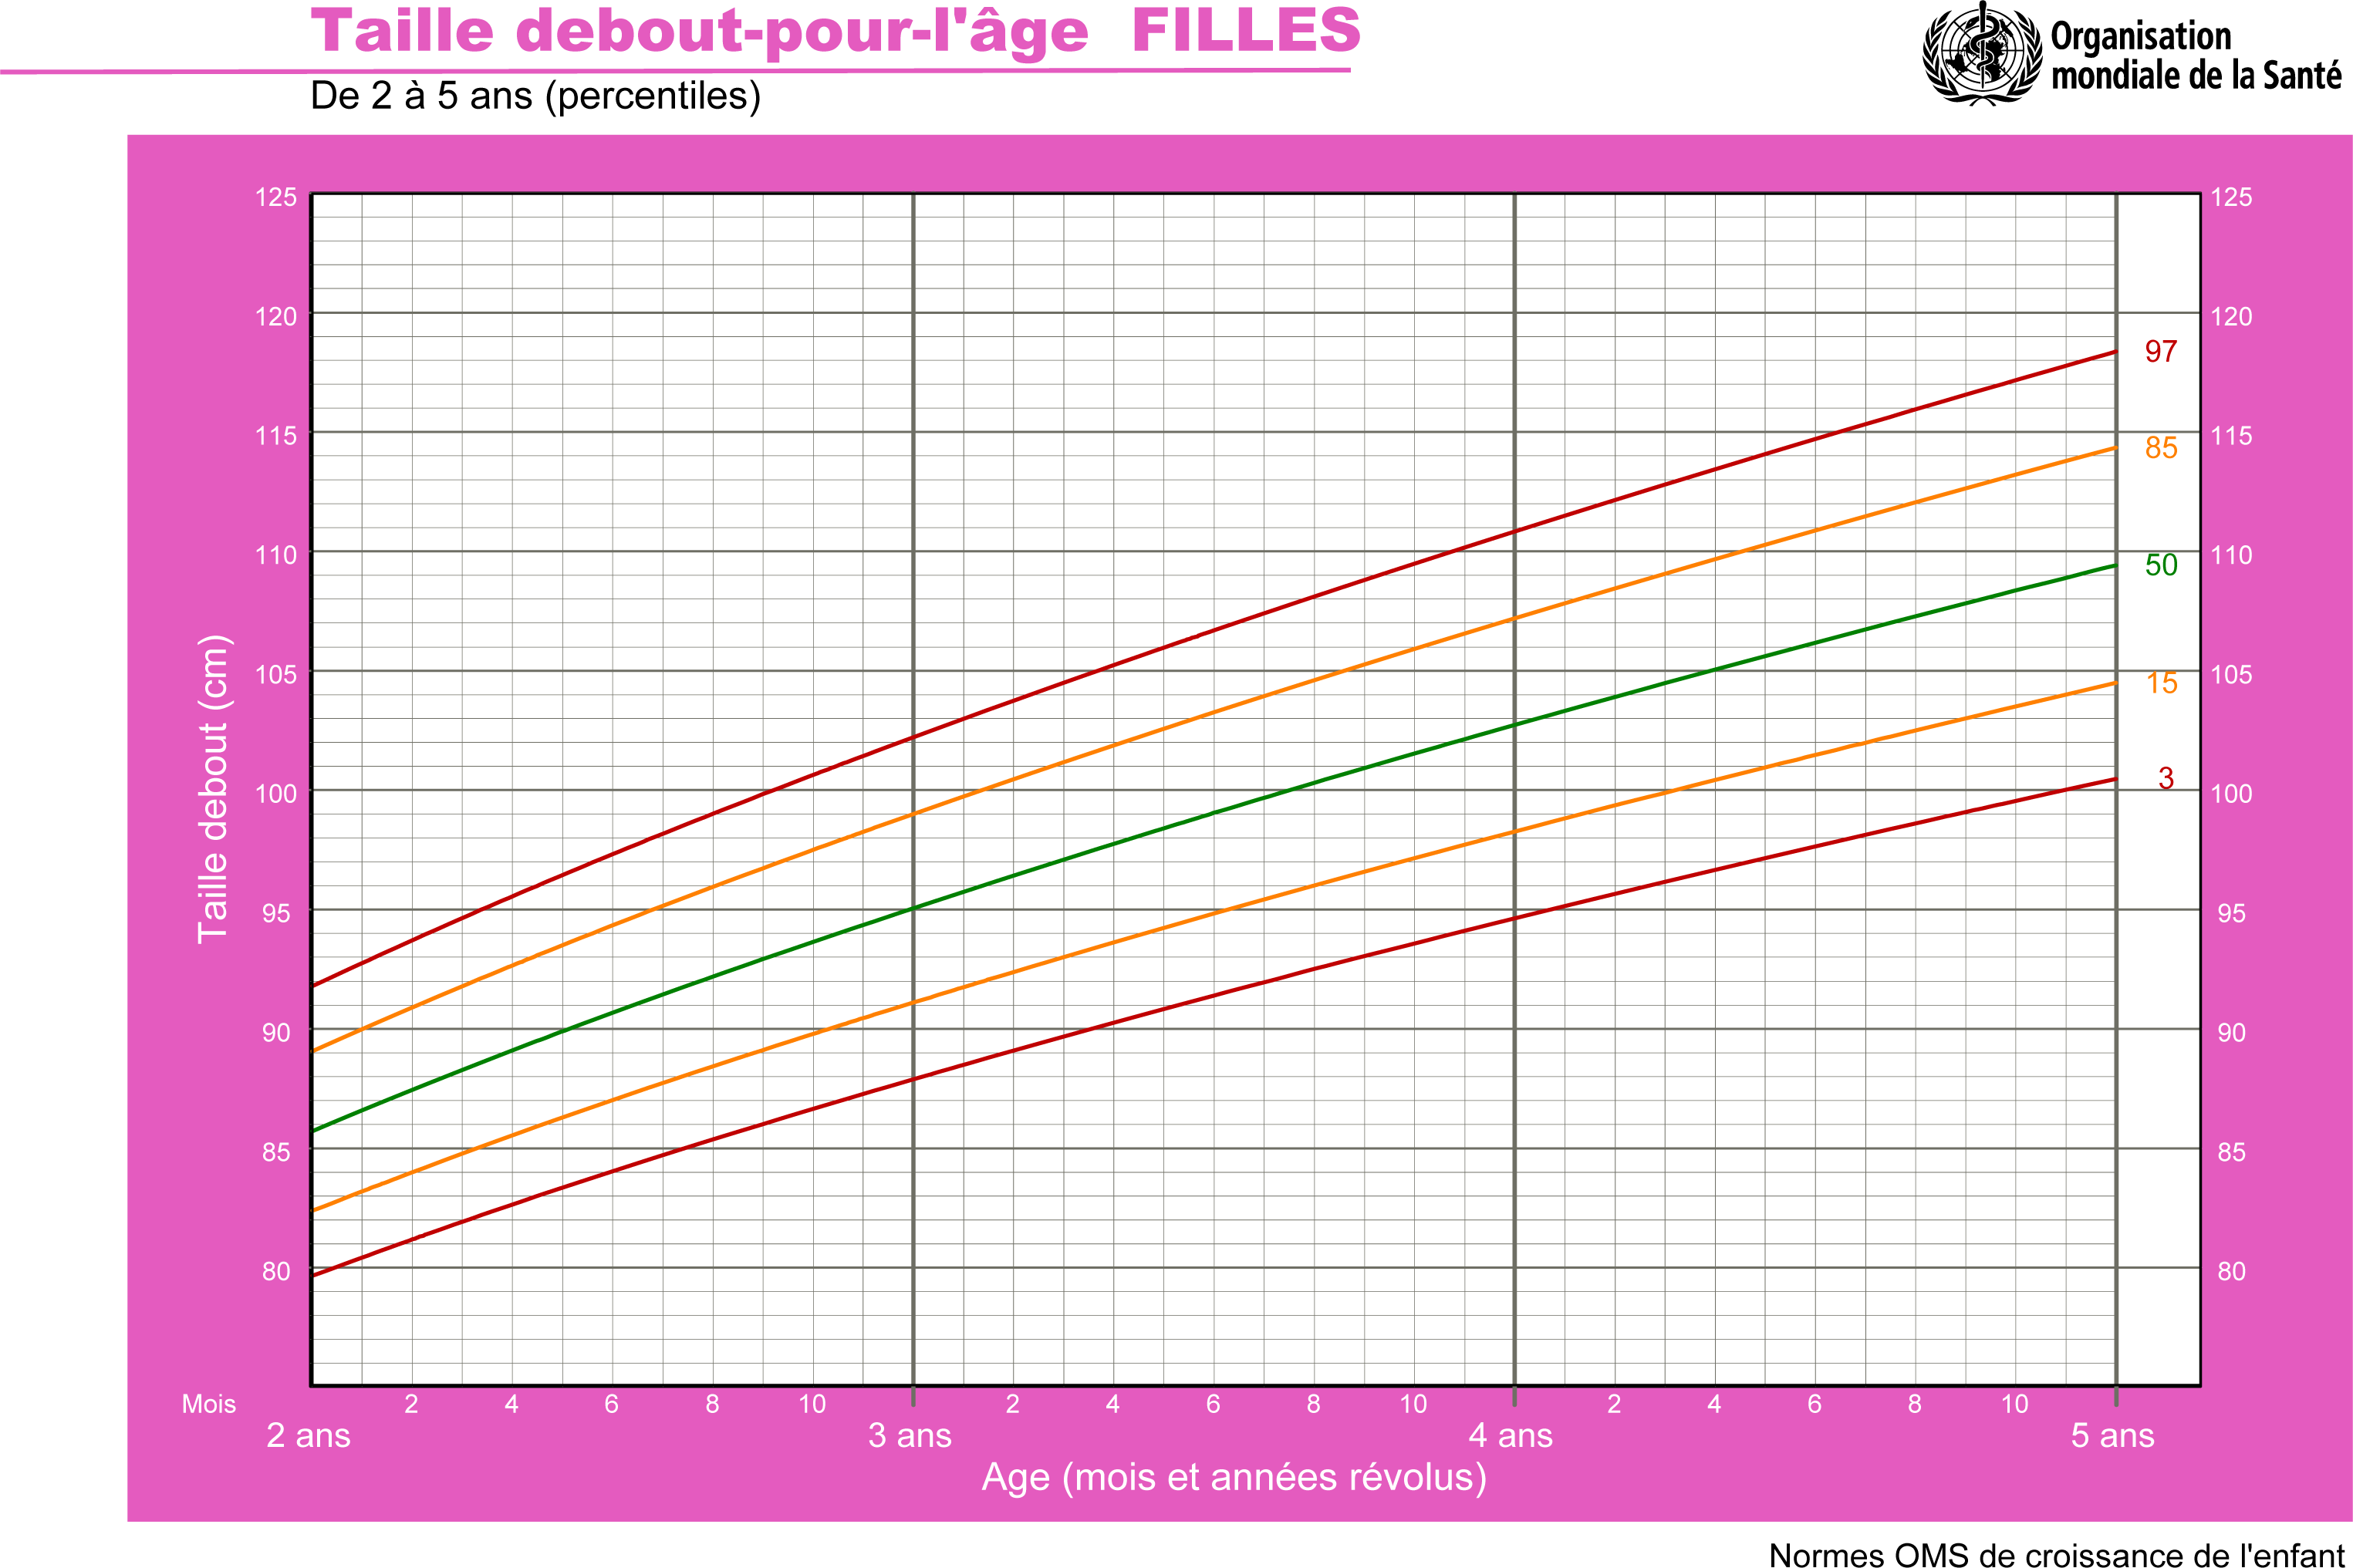 Taille debout-pour-l'âge FILLES
De 2 à 5 ans (percentiles)
Organisation
mondiale de la Santé
Taille debout (cm)
125 125
120 120
97
115 115
85
110 110
50
105 105
15
100 100
3
95 95
90 90
85 85
80 80
Mois 2 4 6 8 10 2 4 6 8 10 2 4 6 8 10
2 ans 3 ans 4 ans 5 ans
Age (mois et années révolus)
Normes OMS de croissance de l'enfant